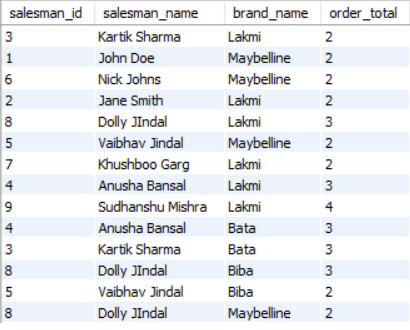 salesman_id salesman_name brand_name order_total
3 Kartik Sharma Lakmi 2
1 John Doe Maybelline 2
6 Nick Johns Maybelline 2
2 Jane Smith Lakmi 2
8 Dolly JIndal Lakmi 3
5 Vaibhav Jindal Maybelline 2
7 Khushboo Garg Lakmi 2
4 Anusha Bansal Lakmi 3
9 Sudhanshu Mishra Lakmi 4
4 Anusha Bansal Bata 3
3 Kartik Sharma Bata 3
8 Dolly JIndal Biba 3
5 Vaibhav Jindal Biba 2
8 Dolly JIndal Maybelline 2